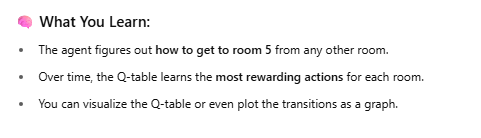 🧠 What You Learn:
• The agent figures out how to get to room 5 from any other room.
• Over time, the Q-table learns the most rewarding actions for each room.
• You can visualize the Q-table or even plot the transitions as a graph.